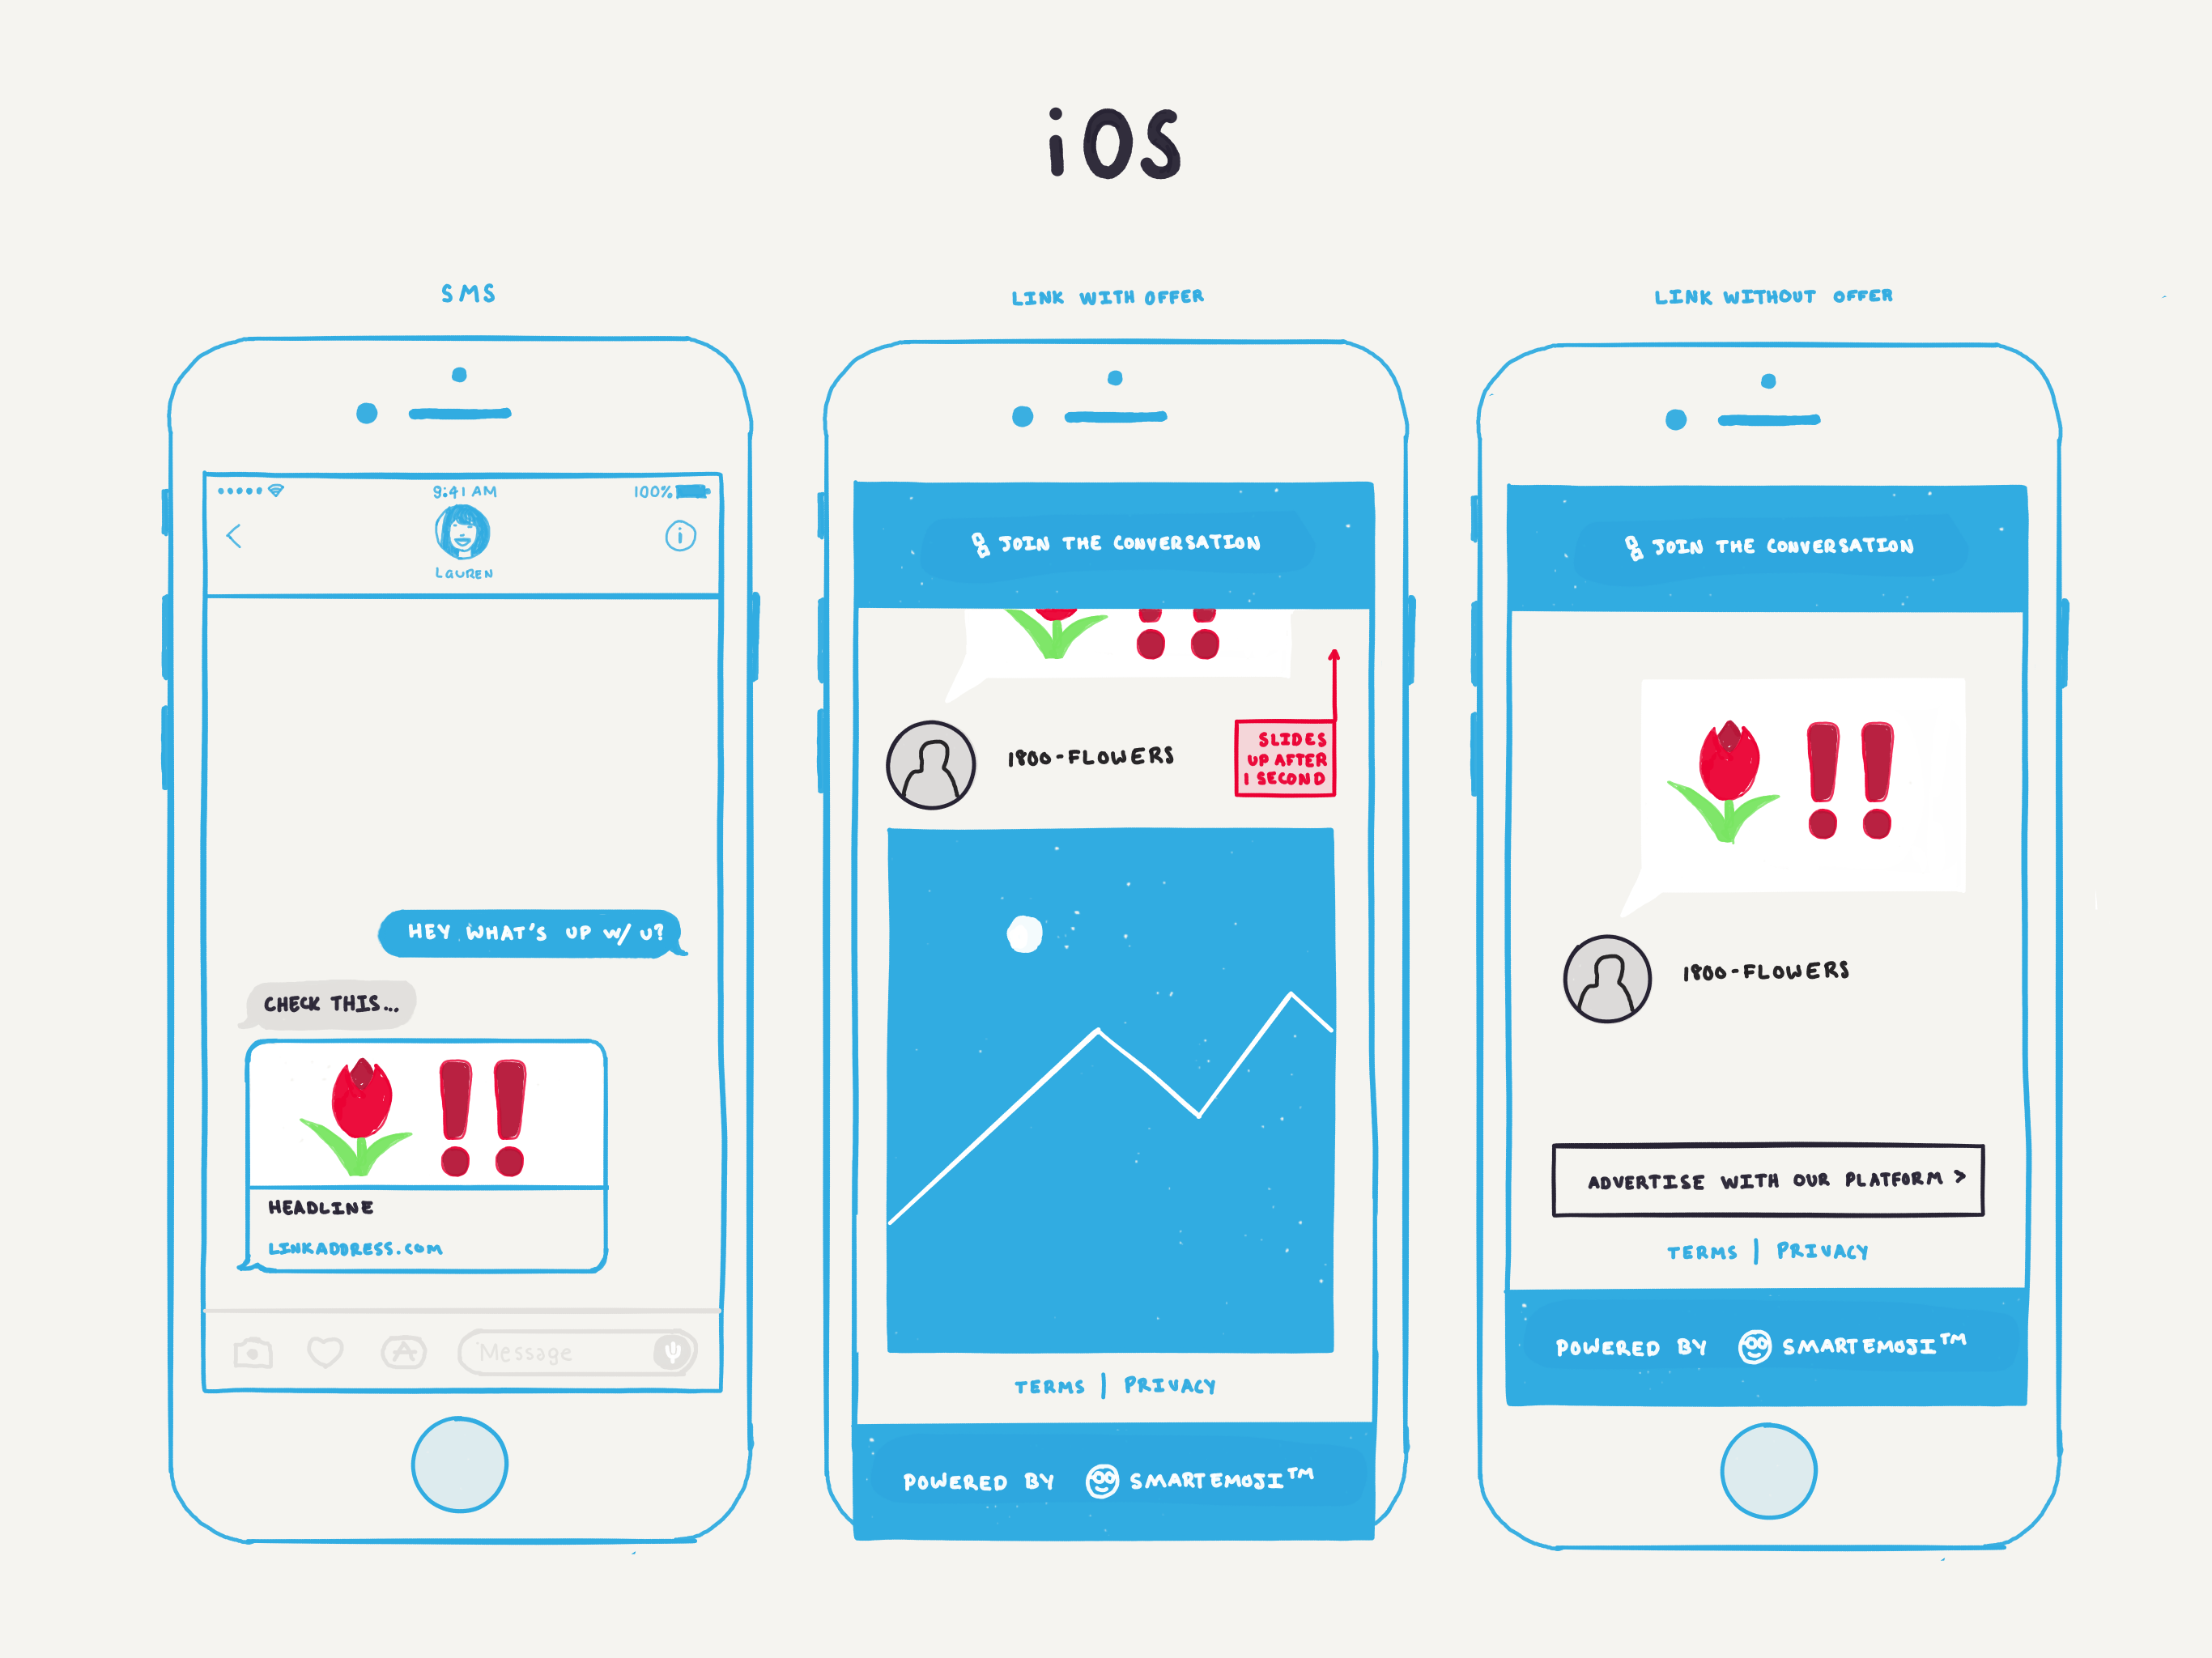 iOS
SMS
9:41 AM
100%
LAUREN
HEY WHAT'S UP W/ U?
CHECK THIS...
HEADLINE
LINKADDRESS.COM
Message
LINK WITH OFFER
JOIN THE CONVERSATION
1800-FLOWERS
SLIDES
UP AFTER
1 SECOND
TERMS | PRIVACY
POWERED BY SMARTEMOJI™
LINK WITHOUT OFFER
JOIN THE CONVERSATION
1800-FLOWERS
ADVERTISE WITH OUR PLATFORM >
TERMS | PRIVACY
POWERED BY SMARTEMOJI™